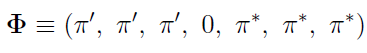 Φ ≡ (π′, π′, π′, 0, π*, π*, π*)